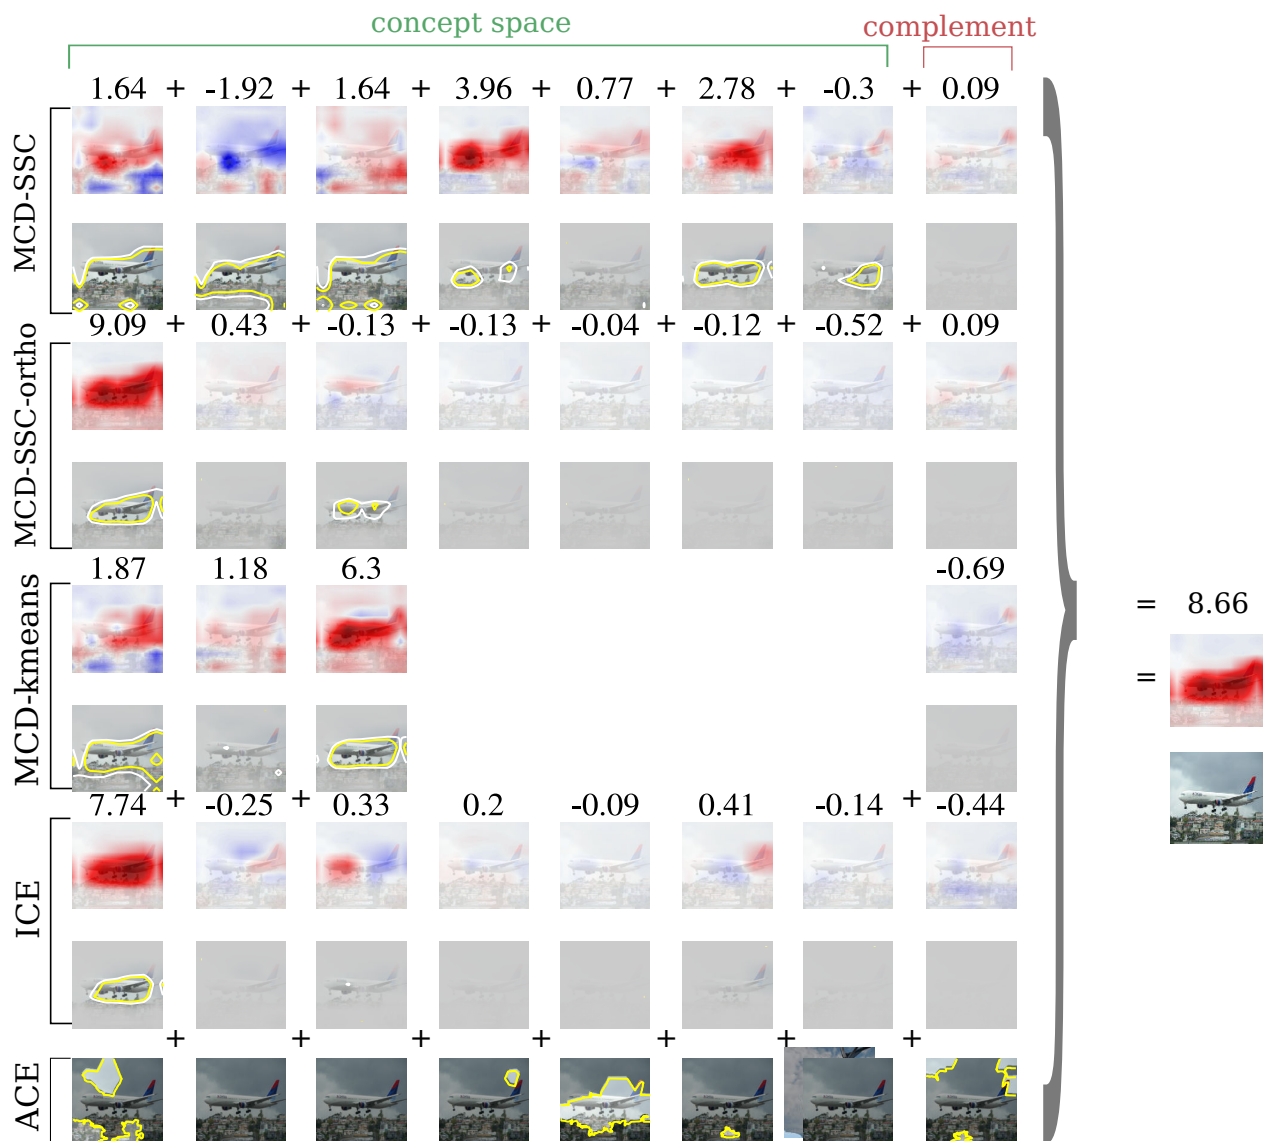 concept space
complement
1.64 + -1.92 + 1.64 + 3.96 + 0.77 + 2.78 + -0.3 + 0.09
MCD-SSC
9.09 + 0.43 + -0.13 + -0.13 + -0.04 + -0.12 + -0.52 + 0.09
MCD-SSC-ortho
1.87 1.18 6.3 -0.69
MCD-kmeans
= 8.66
=
7.74 + -0.25 + 0.33 0.2 -0.09 0.41 -0.14 + -0.44
ICE
+ + + + + + +
ACE